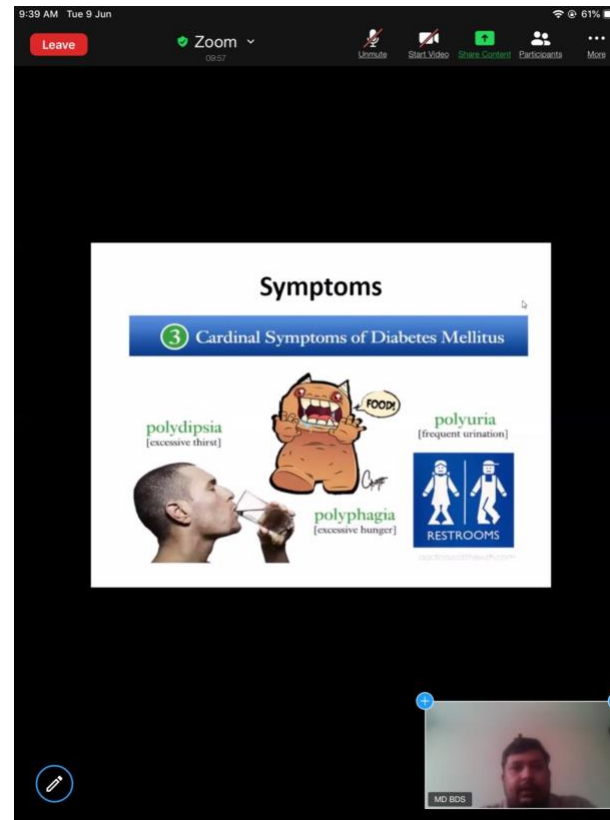 9:39 AM Tue 9 Jun
61%
Leave
Zoom
09:57
Unmute
Start Video
Share Content
Participants
More
Symptoms
3 Cardinal Symptoms of Diabetes Mellitus
FOOD!
polydipsia
[excessive thirst]
polyuria
[frequent urination]
polyphagia
[excessive hunger]
RESTROOMS
MD BDS